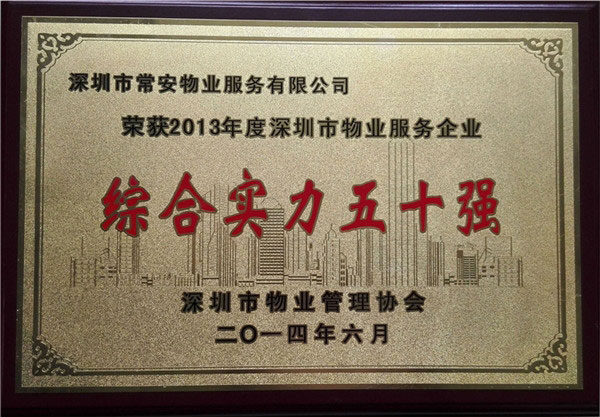 深圳市常安物业服务有限公司
荣获2013年度深圳市物业服务企业
综合实力五十强
深圳市物业管理协会
二〇一四年六月